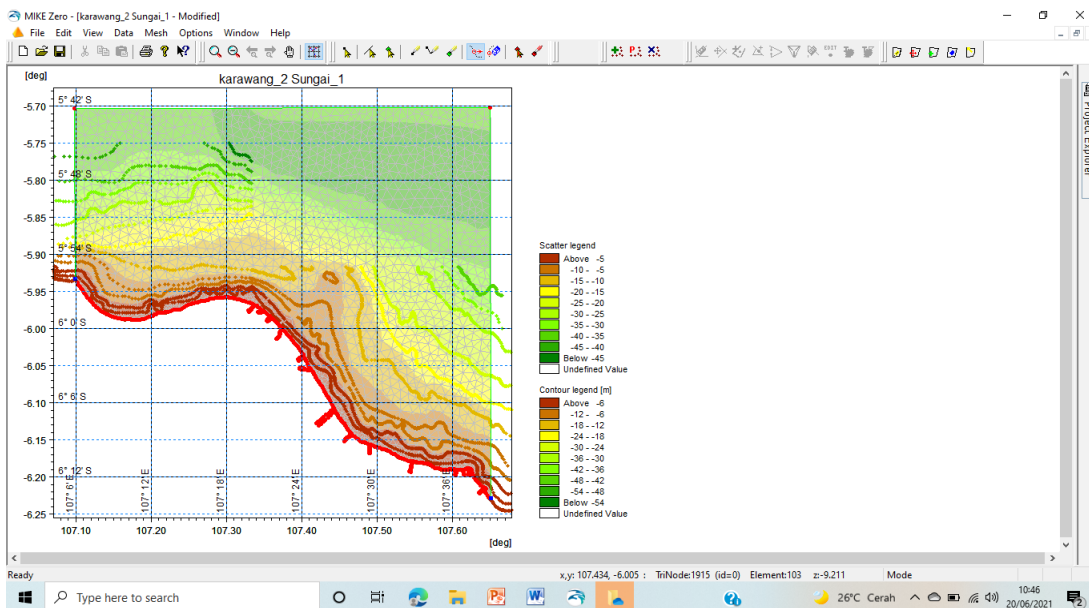 MIKE Zero - [karawang_2 Sungai_1 - Modified]
File Edit View Data Mesh Options Window Help
[deg]
karawang_2 Sungai_1
-5.70
-5.75
-5.80
-5.85
-5.90
-5.95
-6.00
-6.05
-6.10
-6.15
-6.20
-6.25
5° 42' S
5° 48' S
5° 54' S
6° 0' S
6° 6' S
6° 12' S
107° 6' E
107° 12' E
107° 18' E
107° 24' E
107° 30' E
107° 36' E
107.10 107.20 107.30 107.40 107.50 107.60
[deg]
Scatter legend
Above -5
-10 - -5
-15 - -10
-20 - -15
-25 - -20
-30 - -25
-35 - -30
-40 - -35
-45 - -40
Below -45
Undefined Value
Contour legend [m]
Above -6
-12 - -6
-18 - -12
-24 - -18
-30 - -24
-36 - -30
-42 - -36
-48 - -42
-54 - -48
Below -54
Undefined Value
Project Explorer
Ready
x,y: 107.434, -6.005 : TriNode:1915 (id=0) Element:103 z:-9.211
Mode
Type here to search
26°C Cerah
10:46
20/06/2021